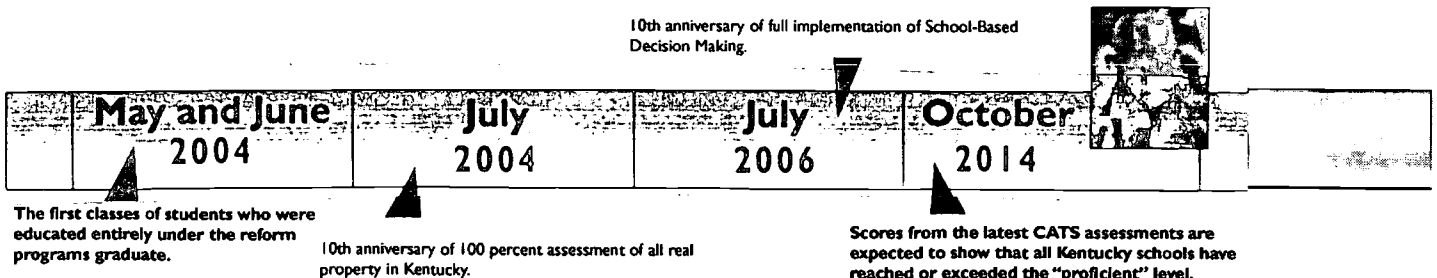 10th anniversary of full implementation of School-Based
Decision Making.
May and June
2004
July
2004
July
2006
October
2014
The first classes of students who were
educated entirely under the reform
programs graduate.
10th anniversary of 100 percent assessment of all real
property in Kentucky.
Scores from the latest CATS assessments are
expected to show that all Kentucky schools have
reached or exceeded the “proficient” level.